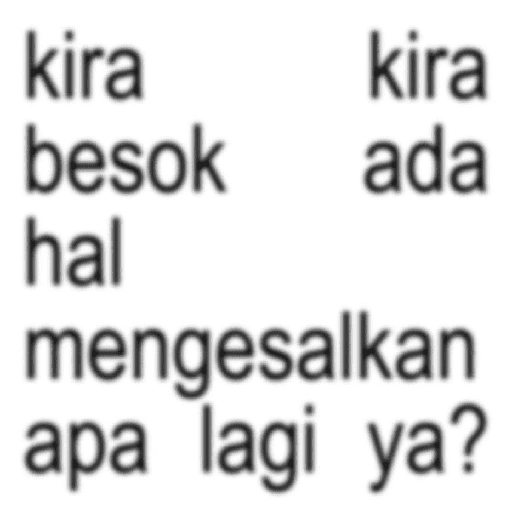 kira kira
besok ada
hal
mengesalkan
apa lagi ya?